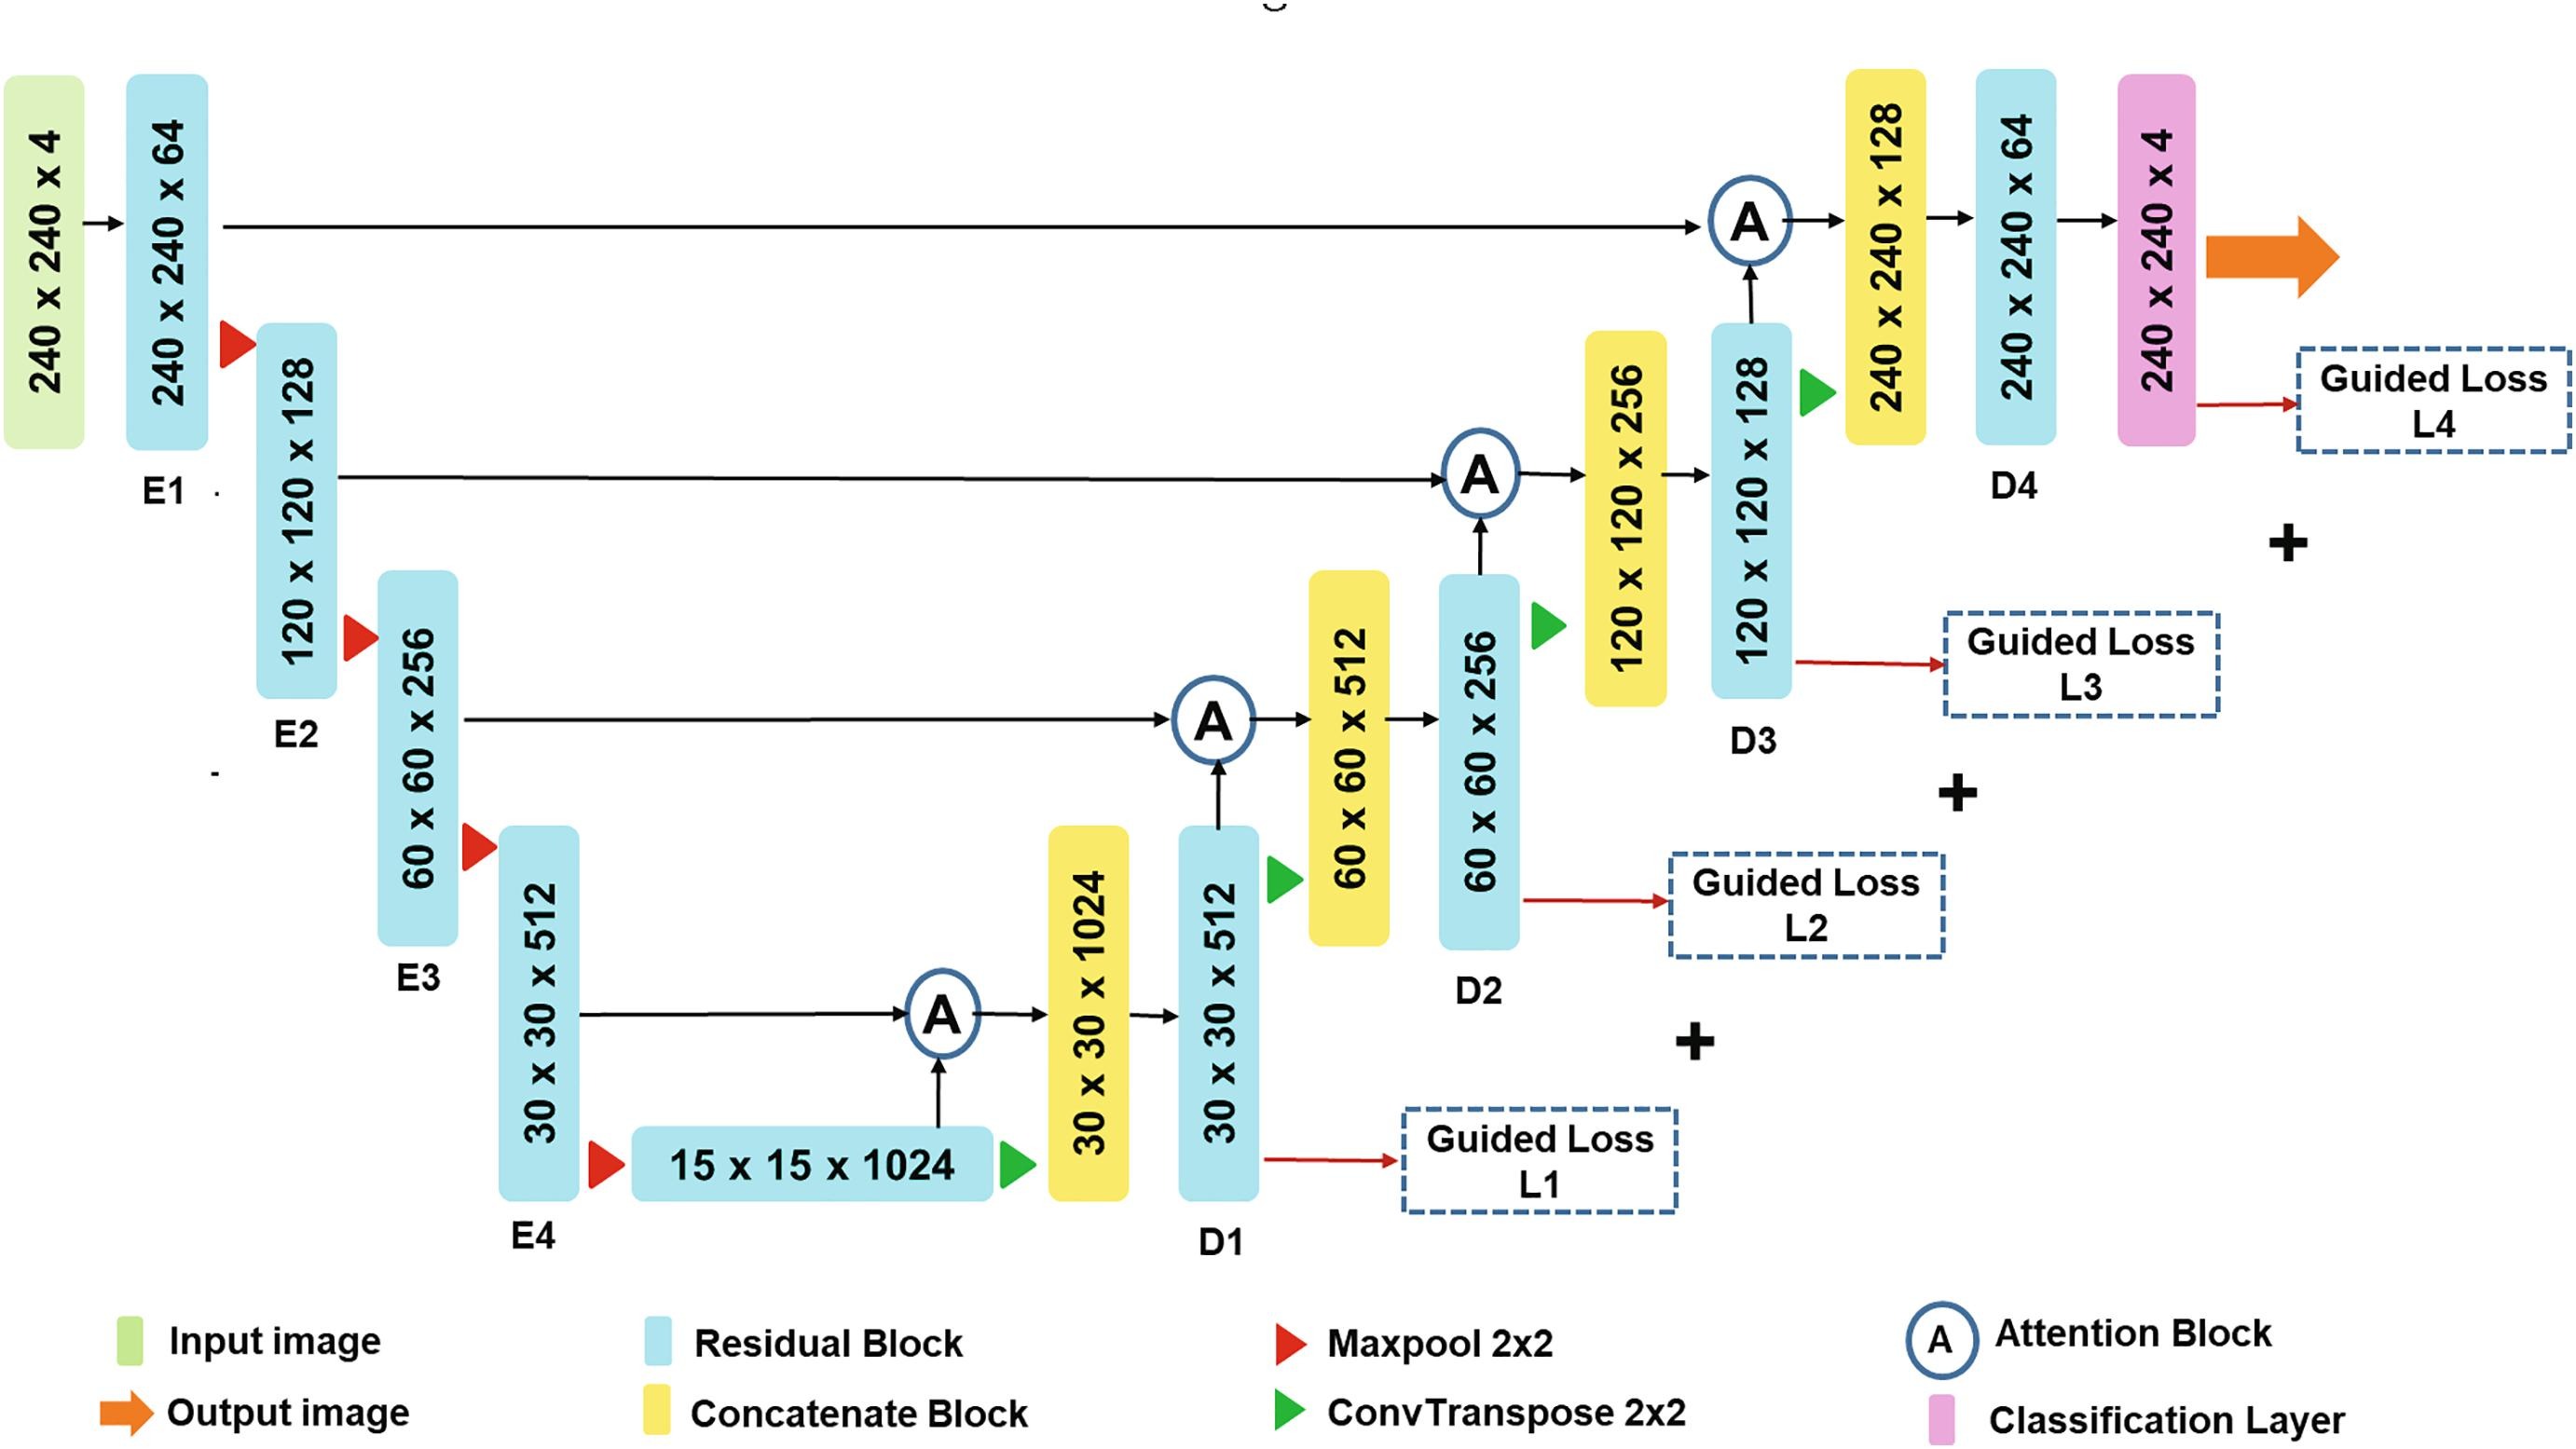 240 x 240 x 4
240 x 240 x 64
E1
120 x 120 x 128
E2
60 x 60 x 256
E3
30 x 30 x 512
E4
15 x 15 x 1024
A
30 x 30 x 1024
30 x 30 x 512
D1
A
60 x 60 x 512
60 x 60 x 256
D2
A
120 x 120 x 256
120 x 120 x 128
D3
A
240 x 240 x 128
240 x 240 x 64
D4
240 x 240 x 4
Guided Loss
L4
+
Guided Loss
L3
+
Guided Loss
L2
+
Guided Loss
L1
Input image
Residual Block
Maxpool 2x2
A
Attention Block
Output image
Concatenate Block
ConvTranspose 2x2
Classification Layer